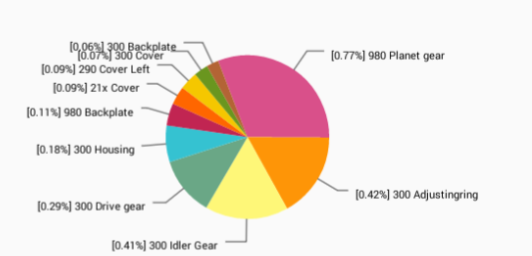 [0.06%] 300 Backplate
[0.07%] 300 Cover
[0.77%] 980 Planet gear
[0.09%] 290 Cover Left
[0.09%] 21x Cover
[0.11%] 980 Backplate
[0.18%] 300 Housing
[0.42%] 300 Adjustingring
[0.29%] 300 Drive gear
[0.41%] 300 Idler Gear